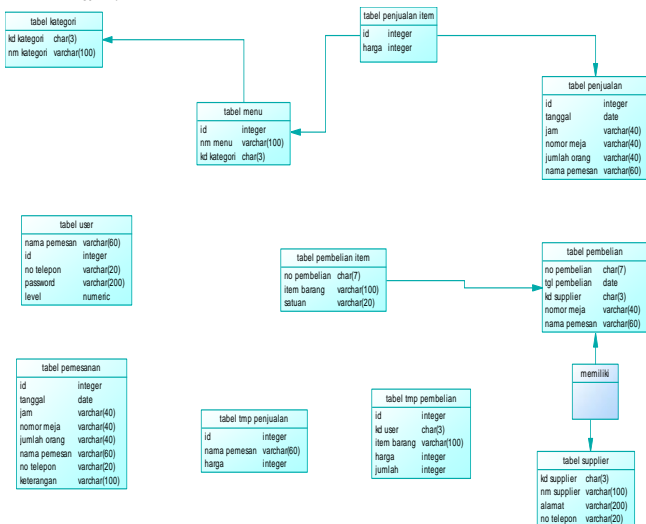 tabel kategori
kd kategori char(3)
nm kategori varchar(100)
tabel penjualan item
id integer
harga integer
tabel penjualan
id integer
tanggal date
jam varchar(40)
nomor meja varchar(40)
jumlah orang varchar(40)
nama pemesan varchar(60)
tabel menu
id integer
nm menu varchar(100)
kd kategori char(3)
tabel user
nama pemesan varchar(60)
id integer
no telepon varchar(20)
password varchar(200)
level numeric
tabel pembelian item
no pembelian char(7)
item barang varchar(100)
satuan varchar(20)
tabel pembelian
no pembelian char(7)
tgl pembelian date
kd supplier char(3)
nomor meja varchar(40)
nama pemesan varchar(60)
memiliki
tabel pemesanan
id integer
tanggal date
jam varchar(40)
nomor meja varchar(40)
jumlah orang varchar(40)
nama pemesan varchar(60)
no telepon varchar(20)
keterangan varchar(100)
tabel tmp penjualan
id integer
nama pemesan varchar(60)
harga integer
tabel tmp pembelian
id integer
kd user char(3)
item barang varchar(100)
harga integer
jumlah integer
tabel supplier
kd supplier char(3)
nm supplier varchar(100)
alamat varchar(200)
no telepon varchar(20)